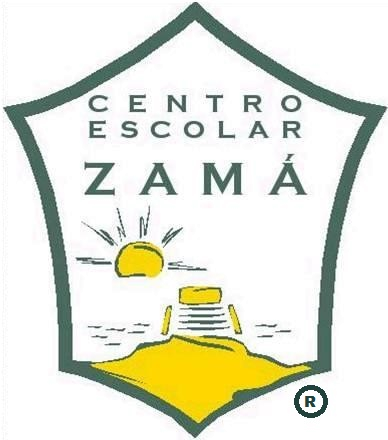 CENTRO
ESCOLAR
ZAMÁ
®